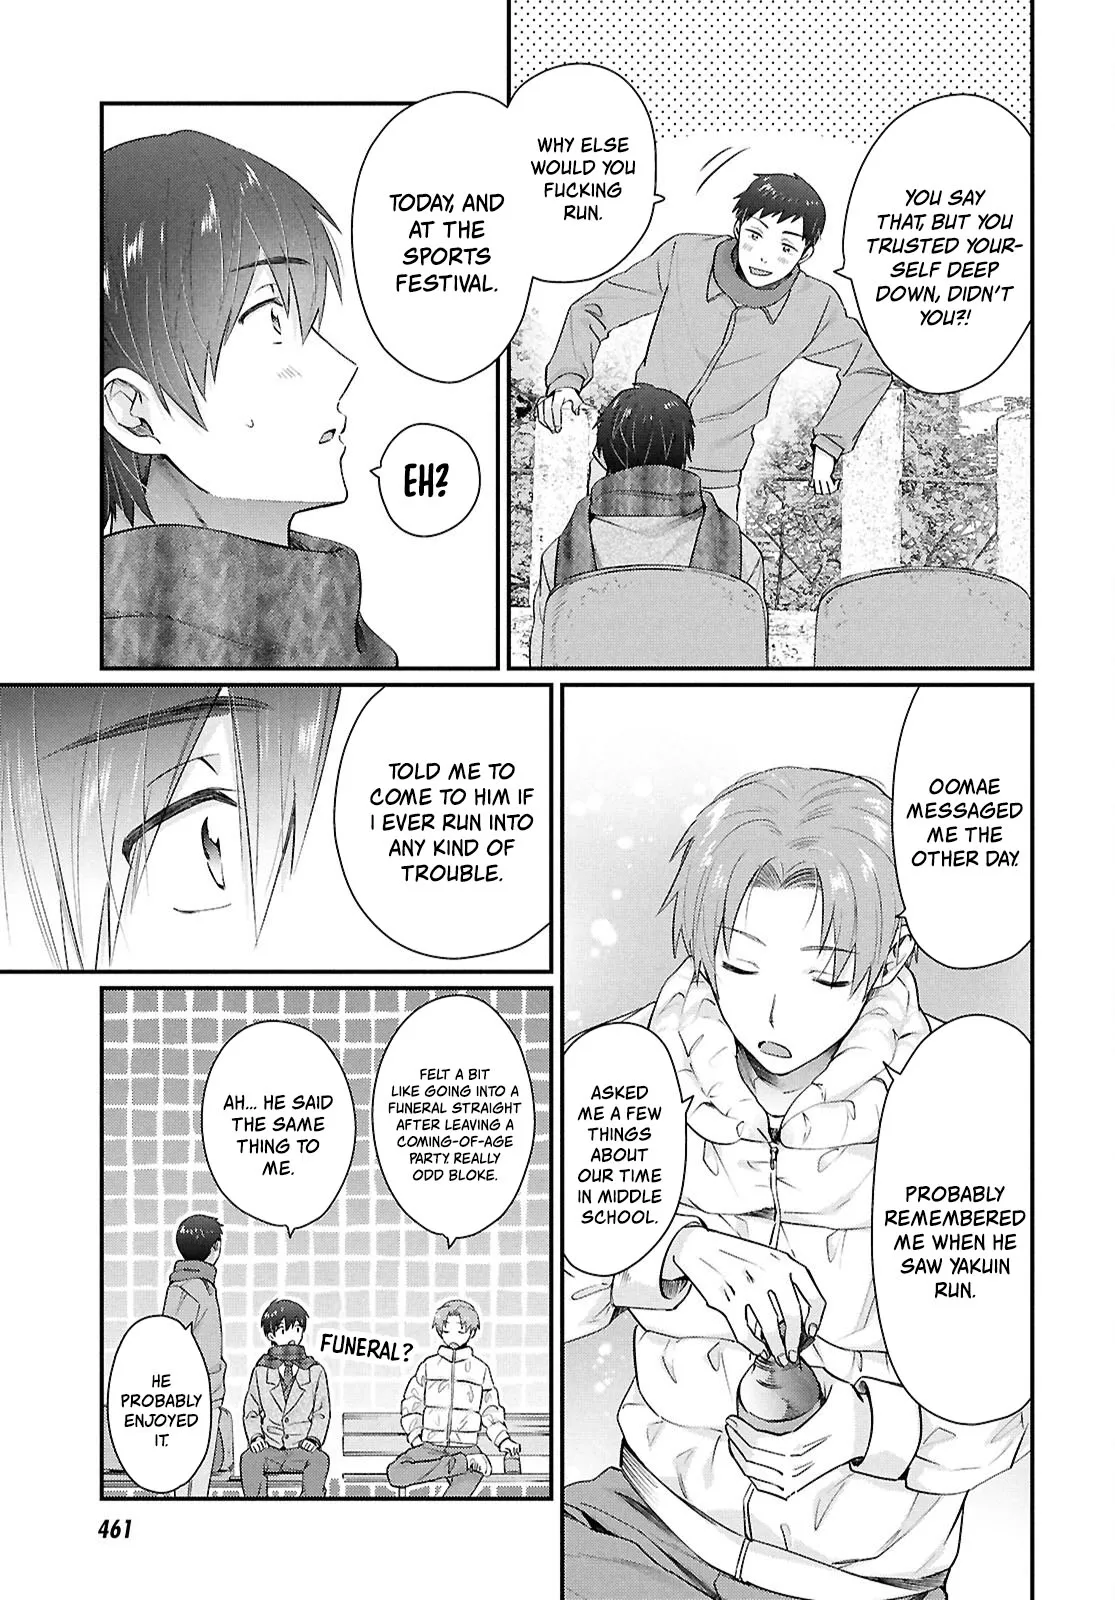 YOU SAY
THAT, BUT YOU
TRUSTED YOUR-
SELF DEEP
DOWN, DIDN'T
YOU?!
WHY ELSE
WOULD YOU
FUCKING
RUN.
TODAY, AND
AT THE
SPORTS
FESTIVAL.
EH?
OOMAE
MESSAGED
ME THE
OTHER DAY.
PROBABLY
REMEMBERED
ME WHEN HE
SAW YAKUIN
RUN.
ASKED
ME A FEW
THINGS
ABOUT
OUR TIME
IN MIDDLE
SCHOOL.
TOLD ME TO
COME TO HIM IF
I EVER RUN INTO
ANY KIND OF
TROUBLE.
FELT A BIT
LIKE GOING INTO A
FUNERAL STRAIGHT
AFTER LEAVING A
COMING-OF-AGE
PARTY. REALLY
ODD BLOKE.
AH... HE SAID
THE SAME
THING TO
ME.
FUNERAL?
HE
PROBABLY
ENJOYED
IT.
461